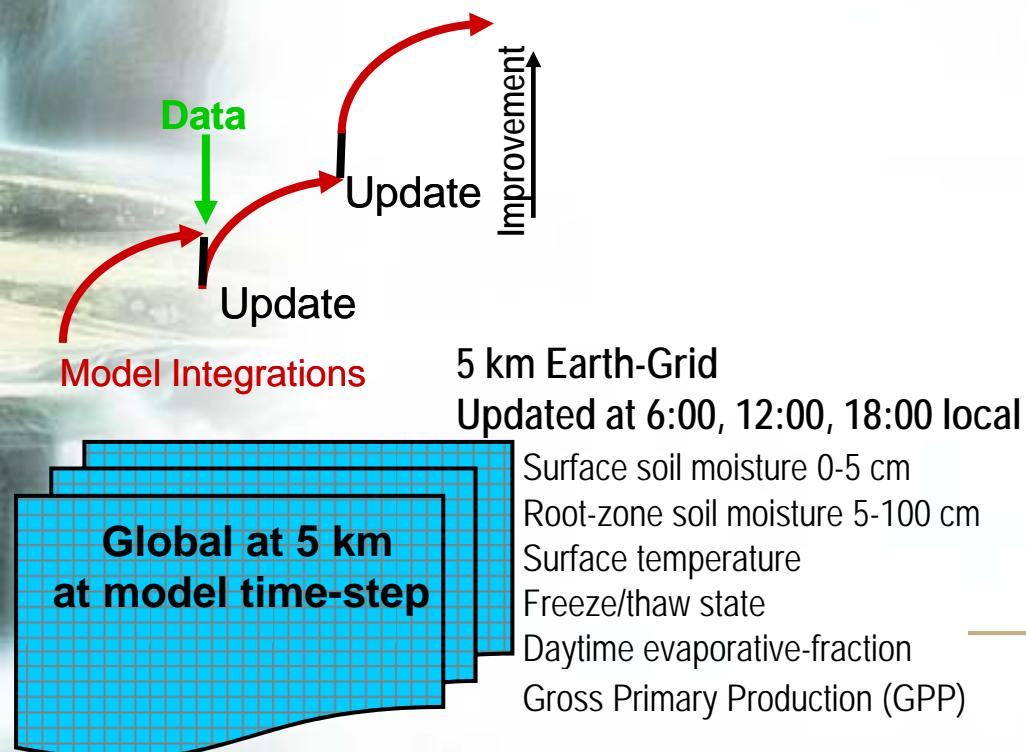 Data
Improvement
Update
Update
Model Integrations
5 km Earth-Grid
Updated at 6:00, 12:00, 18:00 local
Surface soil moisture 0-5 cm
Root-zone soil moisture 5-100 cm
Surface temperature
Freeze/thaw state
Daytime evaporative-fraction
Gross Primary Production (GPP)
Global at 5 km
at model time-step